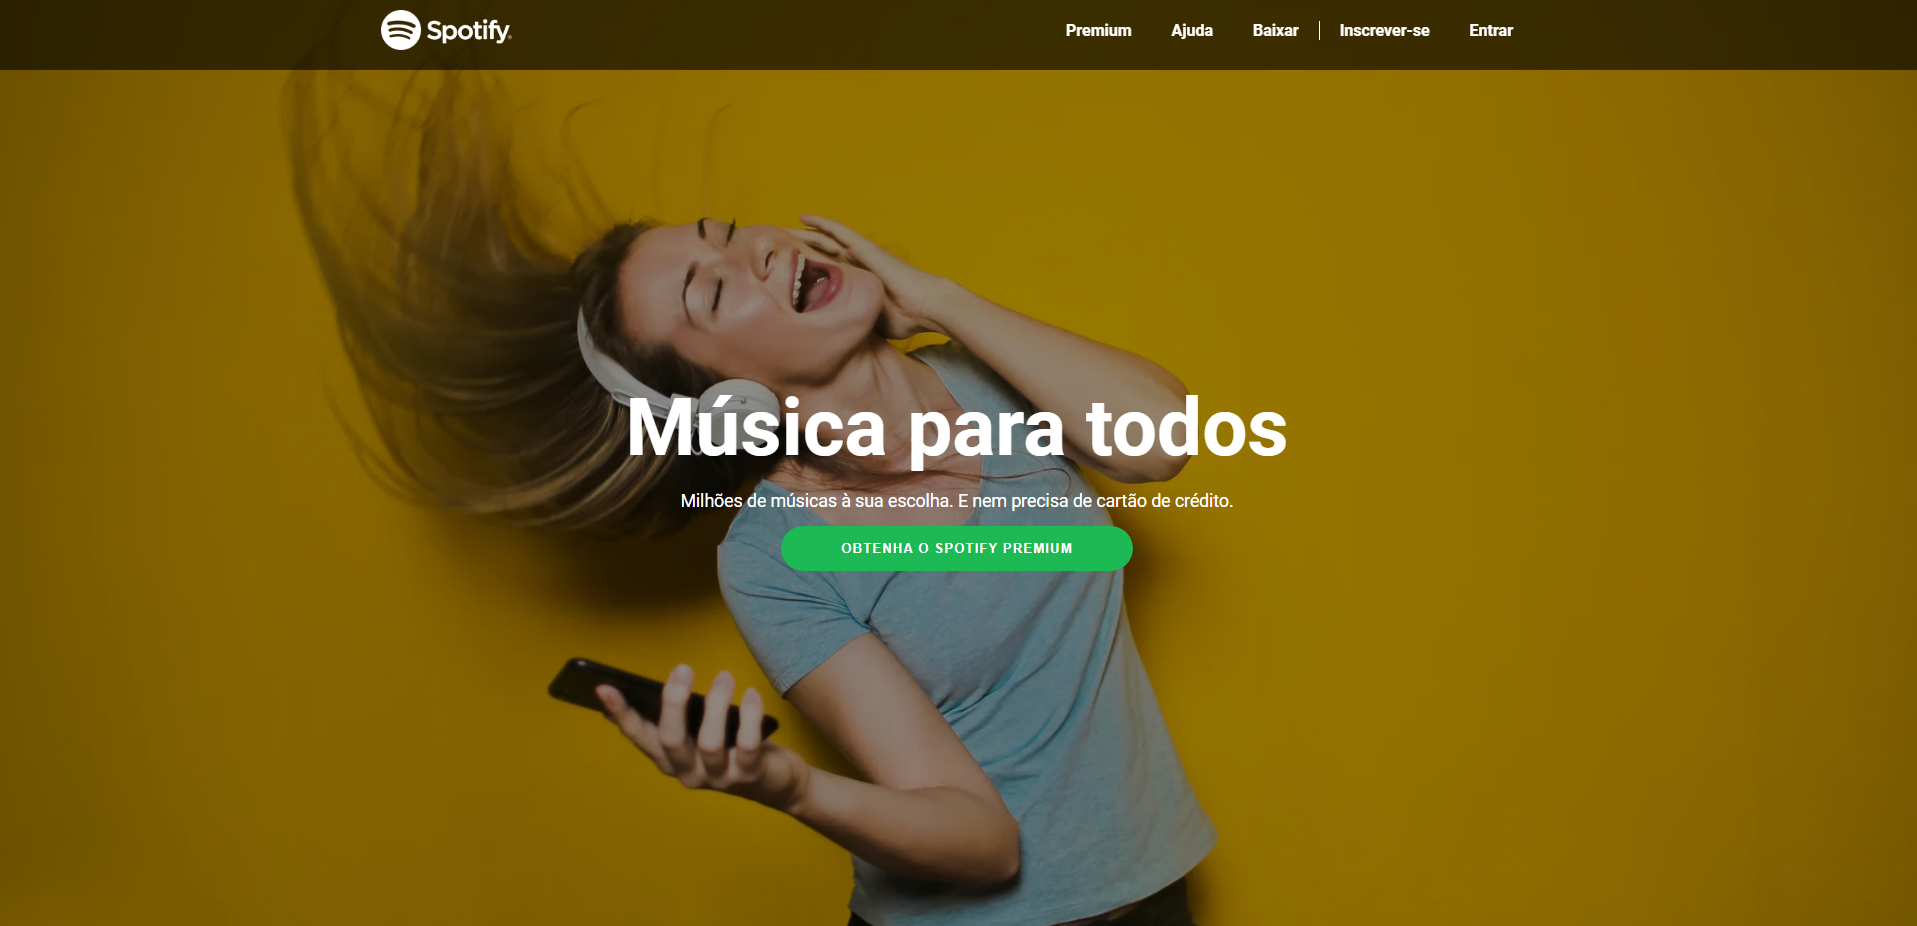 Spotify®
Premium Ajuda Baixar Inscrever-se Entrar
Música para todos
Milhões de músicas à sua escolha. E nem precisa de cartão de crédito.
OBTENHA O SPOTIFY PREMIUM